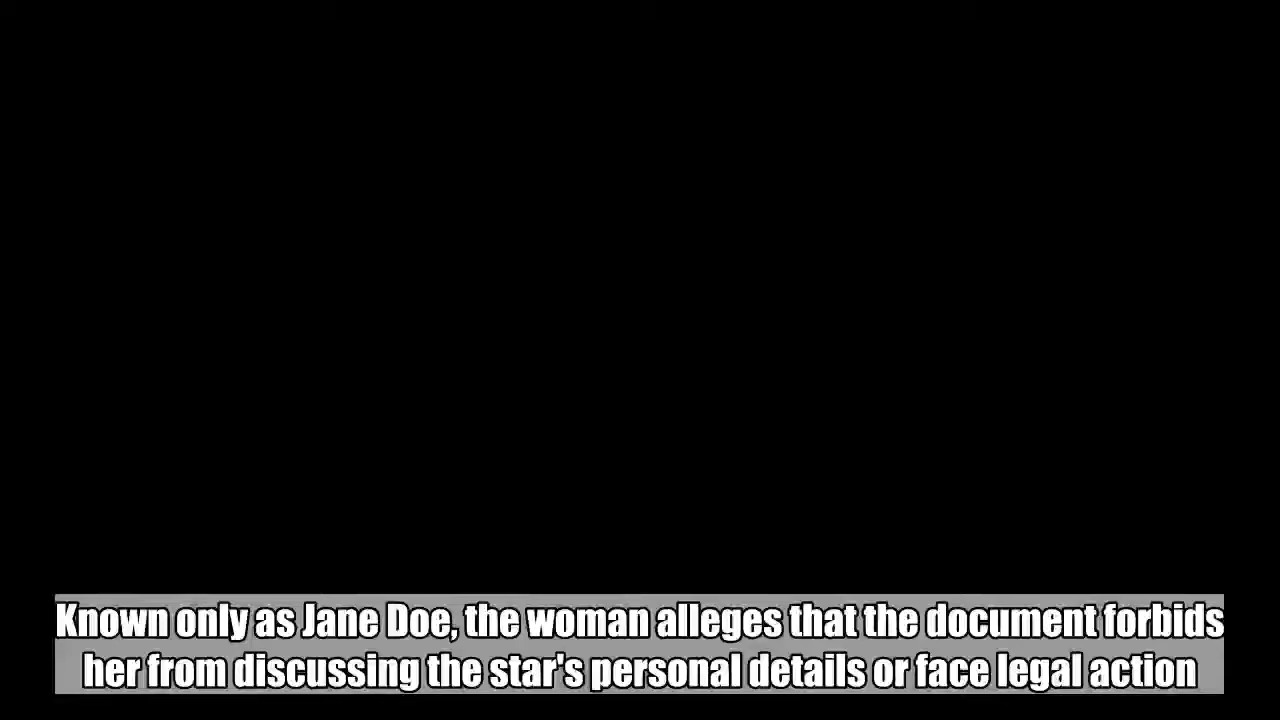 Known only as Jane Doe, the woman alleges that the document forbids
her from discussing the star's personal details or face legal action